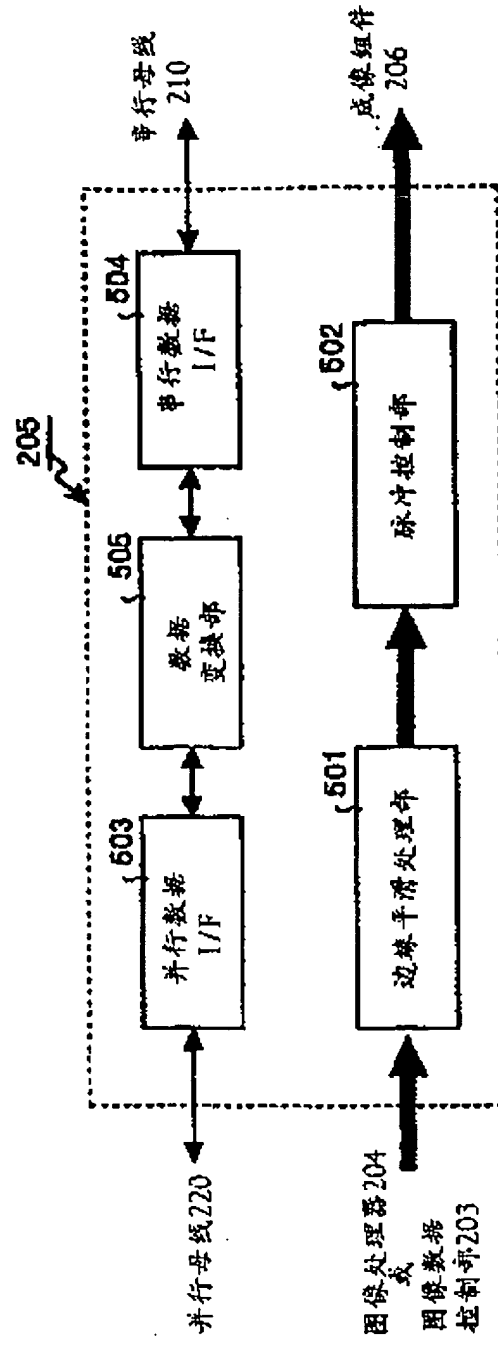 205
并行母线220
503
并行数据
I/F
505
数据
变换部
504
串行数据
I/F
串行母线
210
图像处理器204
或
图像数据
控制部203
501
边缘平滑处理部
502
脉冲控制部
成像组件
206